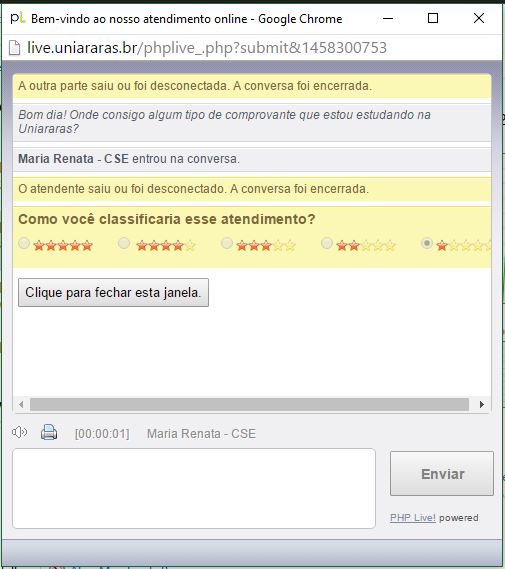 pL Bem-vindo ao nosso atendimento online - Google Chrome
live.uniararas.br/phplive_.php?submit&1458300753
A outra parte saiu ou foi desconectada. A conversa foi encerrada.
Bom dia! Onde consigo algum tipo de comprovante que estou estudando na
Uniararas?
Maria Renata - CSE entrou na conversa.
O atendente saiu ou foi desconectado. A conversa foi encerrada.
Como você classificaria esse atendimento?
Clique para fechar esta janela.
[00:00:01] Maria Renata - CSE
Enviar
PHP Live! powered